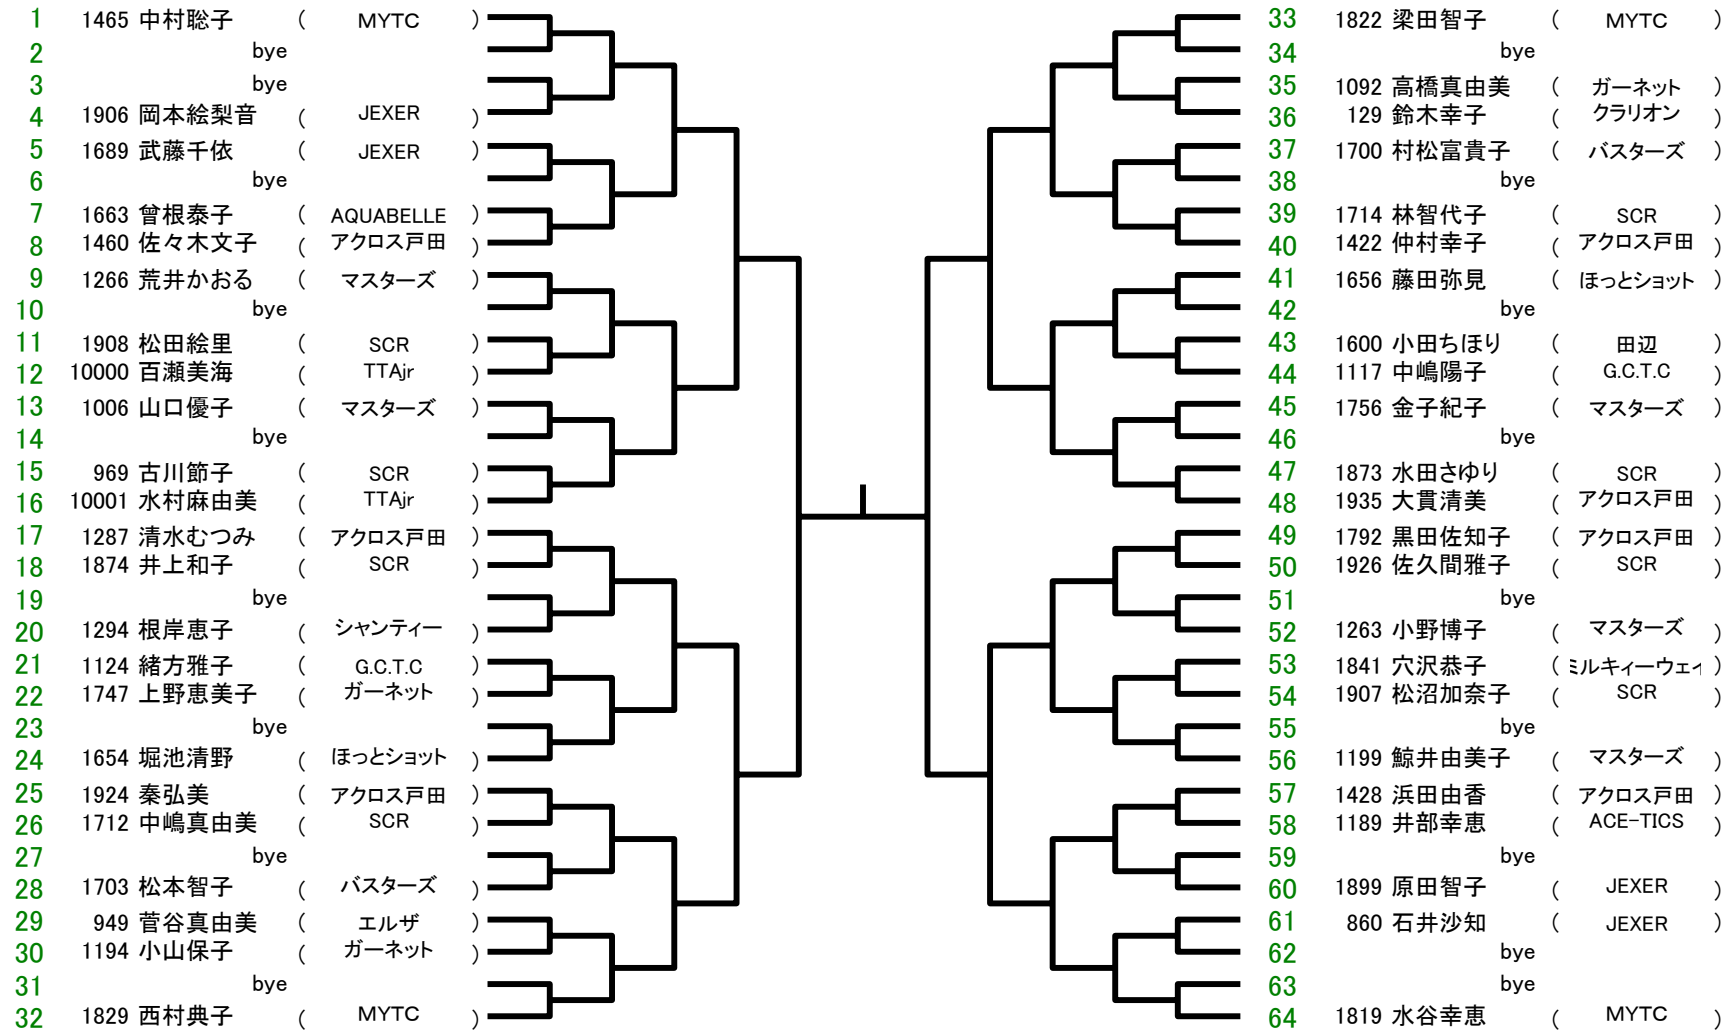 1 1465 中村聡子 ( MYTC )
2 bye
3 bye
4 1906 岡本絵梨音 ( JEXER )
5 1689 武藤千依 ( JEXER )
6 bye
7 1663 曾根泰子 ( AQUABELLE )
8 1460 佐々木文子 ( アクロス戸田 )
9 1266 荒井かおる ( マスターズ )
10 bye
11 1908 松田絵里 ( SCR )
12 10000 百瀬美海 ( TTAjr )
13 1006 山口優子 ( マスターズ )
14 bye
15 969 古川節子 ( SCR )
16 10001 水村麻由美 ( TTAjr )
17 1287 清水むつみ ( アクロス戸田 )
18 1874 井上和子 ( SCR )
19 bye
20 1294 根岸恵子 ( シャンティー )
21 1124 緒方雅子 ( G.C.T.C )
22 1747 上野恵美子 ( ガーネット )
23 bye
24 1654 堀池清野 ( ほっとショット )
25 1924 秦弘美 ( アクロス戸田 )
26 1712 中嶋真由美 ( SCR )
27 bye
28 1703 松本智子 ( バスターズ )
29 949 菅谷真由美 ( エルザ )
30 1194 小山保子 ( ガーネット )
31 bye
32 1829 西村典子 ( MYTC )
33 1822 梁田智子 ( MYTC )
34 bye
35 1092 高橋真由美 ( ガーネット )
36 129 鈴木幸子 ( クラリオン )
37 1700 村松富貴子 ( バスターズ )
38 bye
39 1714 林智代子 ( SCR )
40 1422 仲村幸子 ( アクロス戸田 )
41 1656 藤田弥見 ( ほっとショット )
42 bye
43 1600 小田ちほり ( 田辺 )
44 1117 中嶋陽子 ( G.C.T.C )
45 1756 金子紀子 ( マスターズ )
46 bye
47 1873 水田さゆり ( SCR )
48 1935 大貫清美 ( アクロス戸田 )
49 1792 黒田佐知子 ( アクロス戸田 )
50 1926 佐久間雅子 ( SCR )
51 bye
52 1263 小野博子 ( マスターズ )
53 1841 穴沢恭子 ( ミルキィーウェイ )
54 1907 松沼加奈子 ( SCR )
55 bye
56 1199 鯨井由美子 ( マスターズ )
57 1428 浜田由香 ( アクロス戸田 )
58 1189 井部幸恵 ( ACE-TICS )
59 bye
60 1899 原田智子 ( JEXER )
61 860 石井沙知 ( JEXER )
62 bye
63 bye
64 1819 水谷幸恵 ( MYTC )